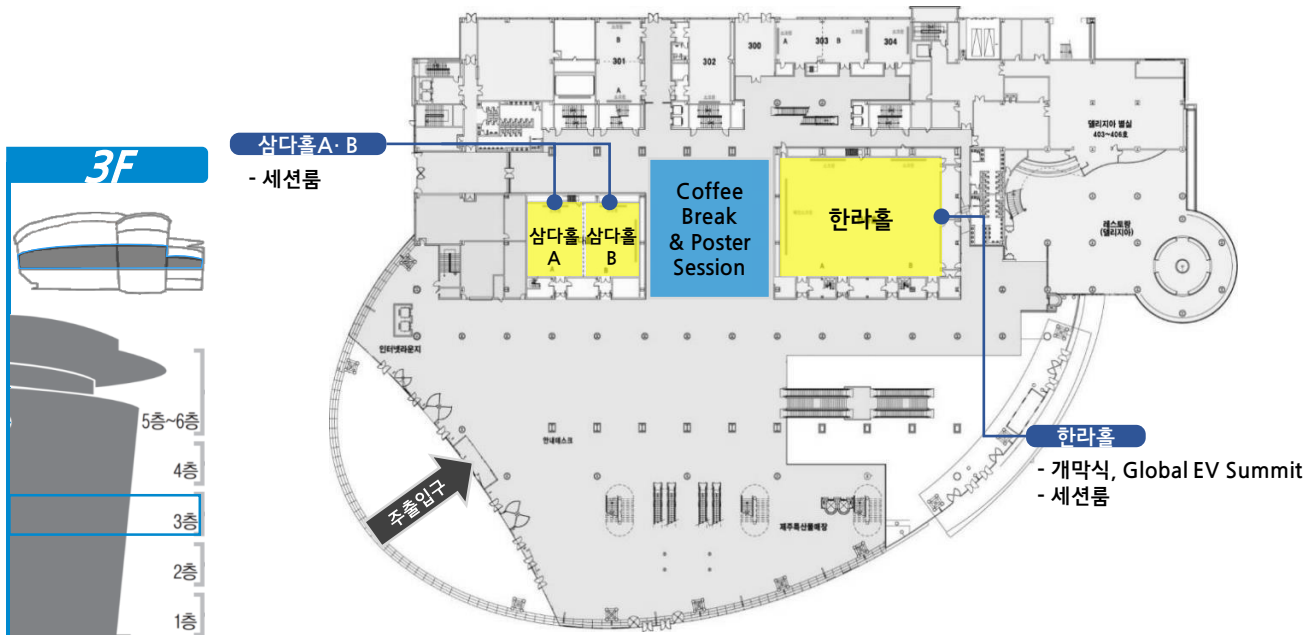 3F
5층~6층
4층
3층
2층
1층
삼다홀A· B
- 세션룸
B
301
A
302
300
A 303 B
304
델리지아 별실
403~406호
레스토랑
(델리지아)
삼다홀
A
삼다홀
B
A
B
Coffee
Break
& Poster
Session
한라홀
A
B
인터넷라운지
안내데스크
주출입구
제주특산물매장
한라홀
- 개막식, Global EV Summit
- 세션룸